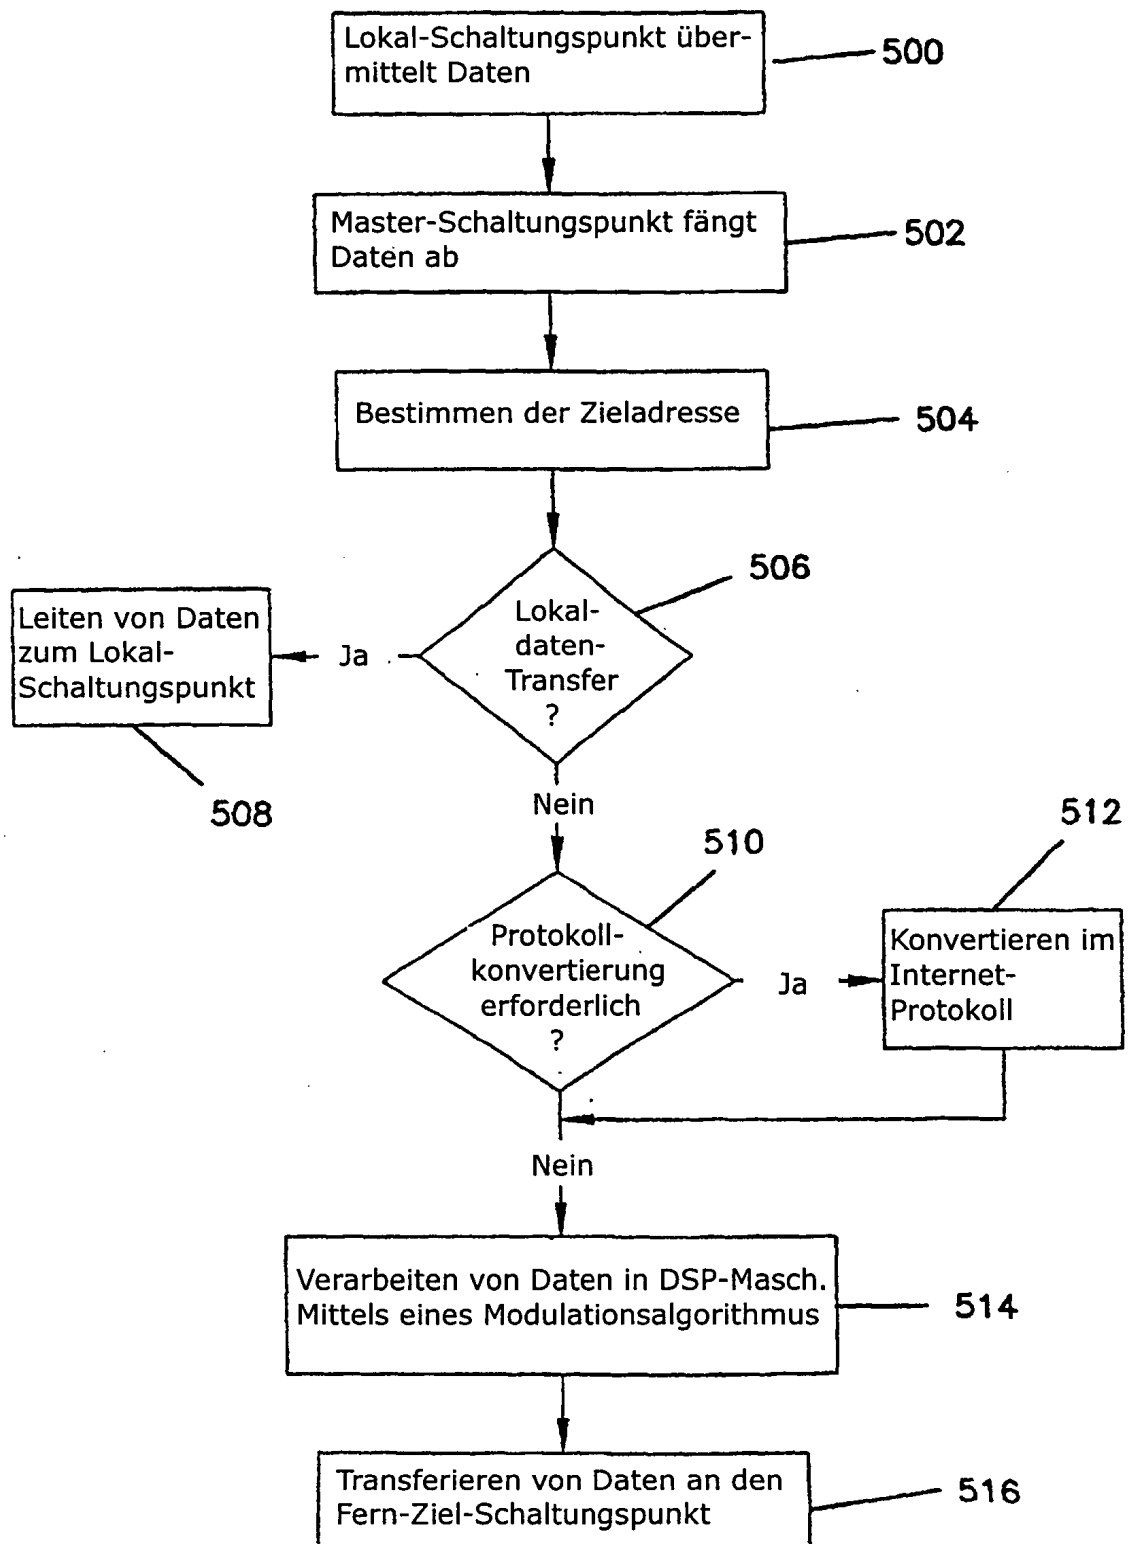 Lokal-Schaltungspunkt über-
mittelt Daten
500
Master-Schaltungspunkt fängt
Daten ab
502
Bestimmen der Zieladresse
504
506
Lokal-
daten-
Transfer
?
Ja
Leiten von Daten
zum Lokal-
Schaltungspunkt
508
Nein
510
512
Protokoll-
konvertierung
erforderlich
?
Ja
Konvertieren im
Internet-
Protokoll
Nein
Verarbeiten von Daten in DSP-Masch.
Mittels eines Modulationsalgorithmus
514
Transferieren von Daten an den
Fern-Ziel-Schaltungspunkt
516